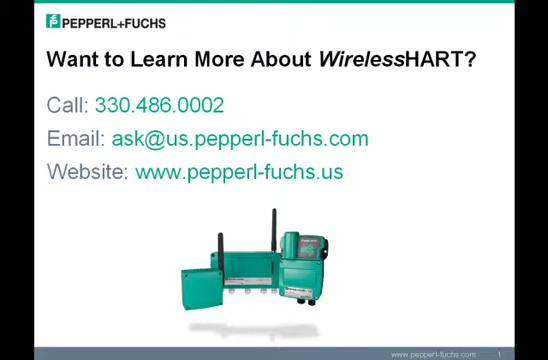 PEPPERL+FUCHS
Want to Learn More About WirelessHART?
Call: 330.486.0002
Email: ask@us.pepperl-fuchs.com
Website: www.pepperl-fuchs.us
www.pepperl-fuchs.com 1